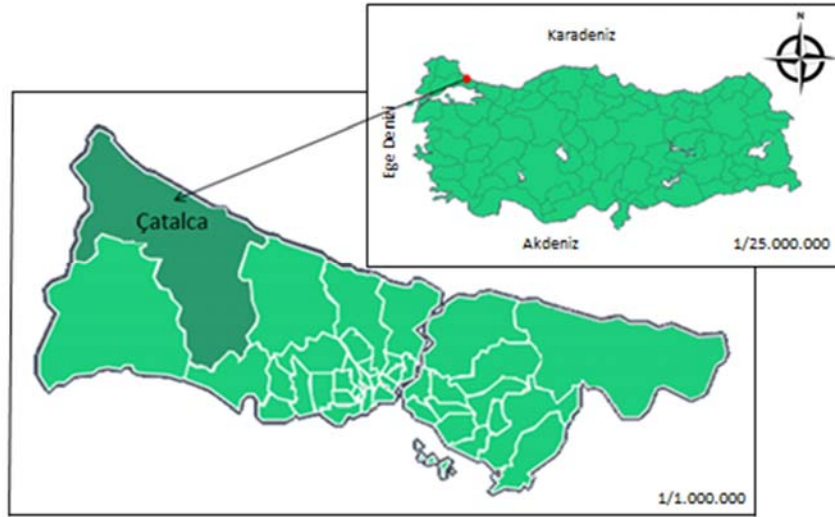 N
Karadeniz
Ege Denizi
Çatalca
Akdeniz
1/25.000.000
1/1.000.000